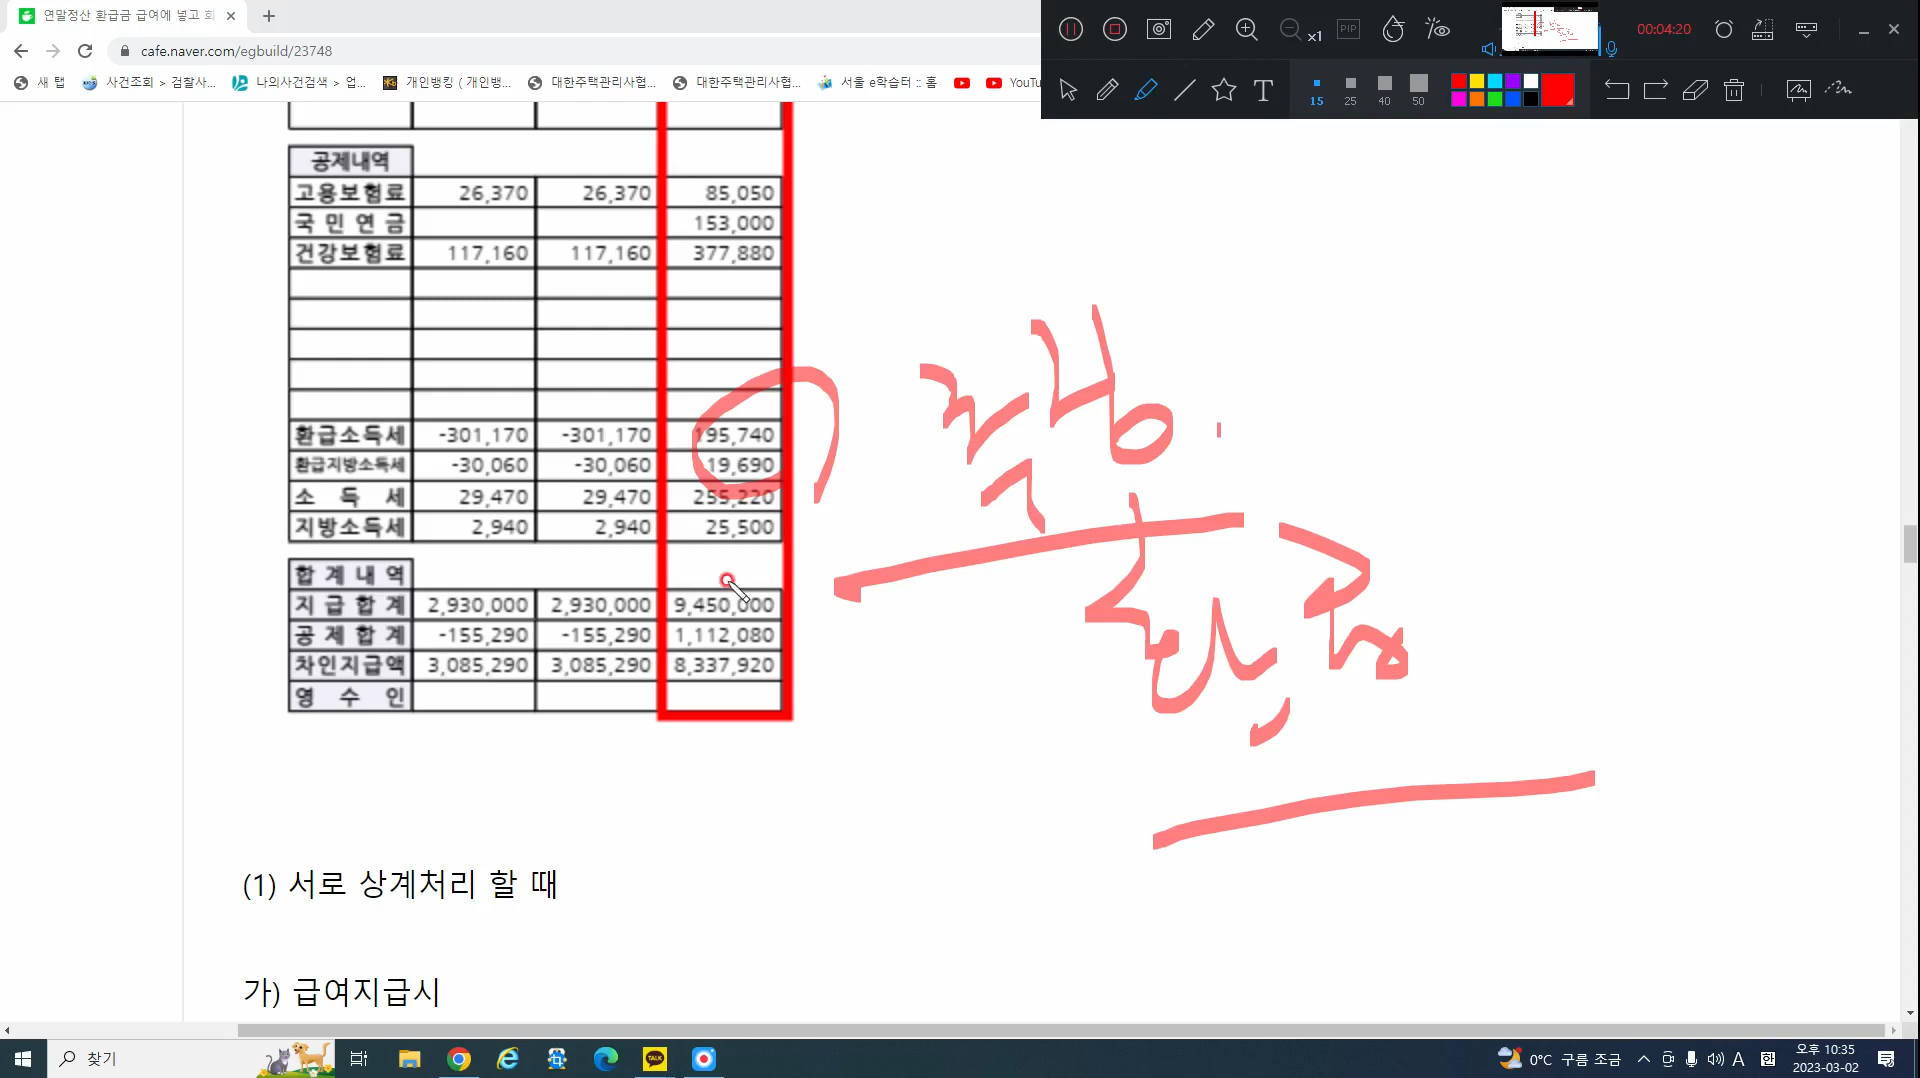 연말정산 환급금 급여에 넣고 회
cafe.naver.com/egbuild/23748
새 탭 사건조회 > 검찰사... 나의사건검색 > 업... 개인뱅킹 ( 개인뱅... 대한주택관리사협... 대한주택관리사협... 서울 e학습터 :: 홈 YouTu
x1 PIP 00:04:20
T 15 25 40 50
공제내역
고용보험료 26,370 26,370 85,050
국민연금 153,000
건강보험료 117,160 117,160 377,880
환급소득세 -301,170 -301,170 195,740
환급지방소득세 -30,060 -30,060 19,690
소득세 29,470 29,470 255,220
지방소득세 2,940 2,940 25,500
합계내역
지급합계 2,930,000 2,930,000 9,450,000
공제합계 -155,290 -155,290 1,112,080
차인지급액 3,085,290 3,085,290 8,337,920
영수인
환급
(1) 서로 상계처리 할 때
가) 급여지급시
찾기
TALK
0°C 구름 조금 A 한 오후 10:35
2023-03-02